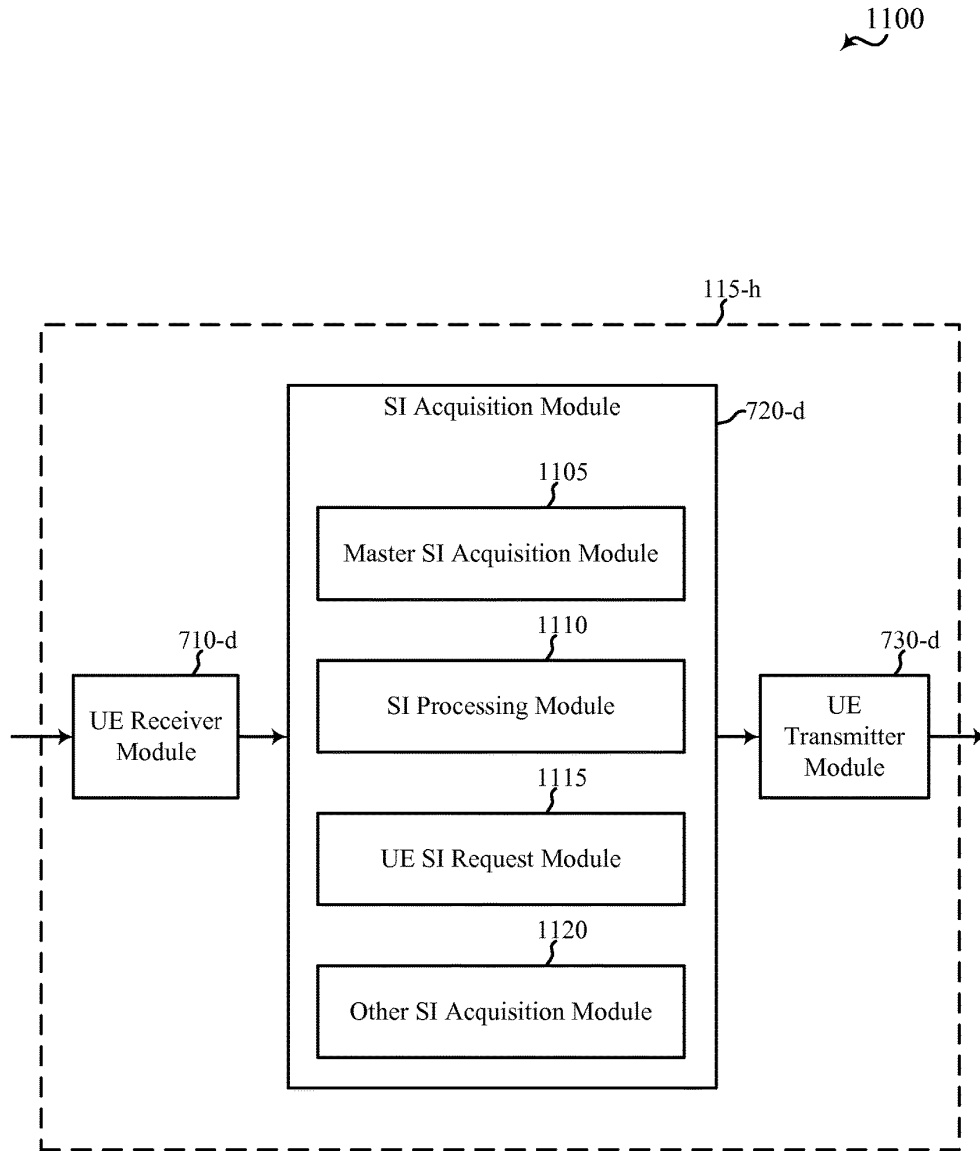 1100
115-h
SI Acquisition Module
720-d
1105
Master SI Acquisition Module
710-d
UE Receiver
Module
1110
SI Processing Module
730-d
UE
Transmitter
Module
1115
UE SI Request Module
1120
Other SI Acquisition Module